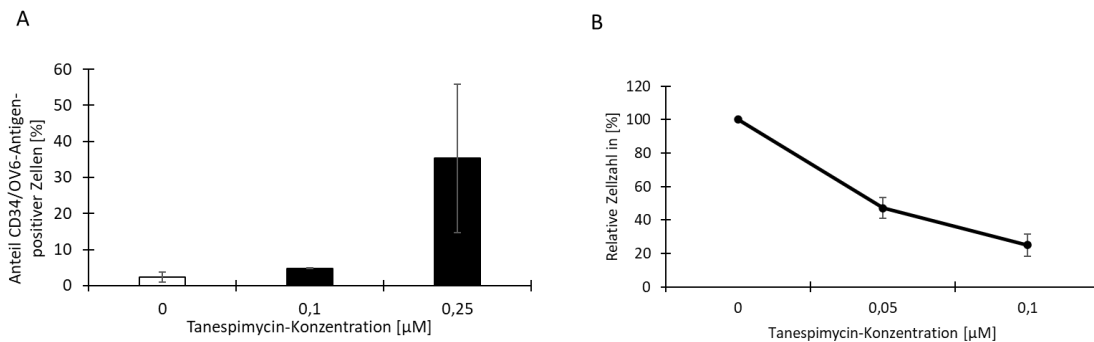 A
Anteil CD34/OV6-Antigen-
positiver Zellen [%]
60
50
40
30
20
10
0
0
0,1
0,25
Tanespimycin-Konzentration [µM]
B
Relative Zellzahl in [%]
120
100
80
60
40
20
0
0
0,05
0,1
Tanespimycin-Konzentration [µM]